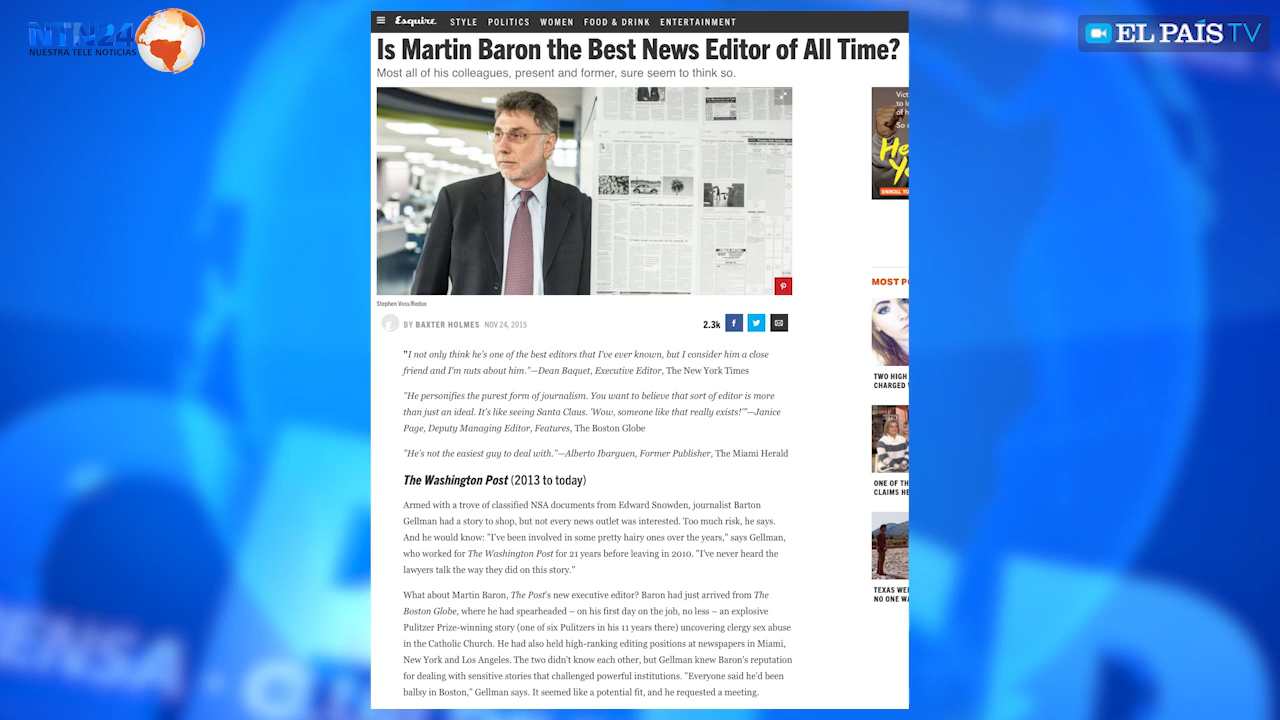 NTN24
NUESTRA TELE NOTICIAS
EL PAÍS TV
Esquire
STYLE POLITICS WOMEN FOOD & DRINK ENTERTAINMENT
Is Martin Baron the Best News Editor of All Time?
Most all of his colleagues, present and former, sure seem to think so.
Stephen Voss/Redux
BY BAXTER HOLMES NOV 24, 2015
2.3k
"I not only think he's one of the best editors that I've ever known, but I consider him a close
friend and I'm nuts about him."—Dean Baquet, Executive Editor, The New York Times
"He personifies the purest form of journalism. You want to believe that sort of editor is more
than just an ideal. It's like seeing Santa Claus. 'Wow, someone like that really exists!'"—Janice
Page, Deputy Managing Editor, Features, The Boston Globe
"He's not the easiest guy to deal with."—Alberto Ibarguen, Former Publisher, The Miami Herald
The Washington Post (2013 to today)
Armed with a trove of classified NSA documents from Edward Snowden, journalist Barton
Gellman had a story to shop, but not every news outlet was interested. Too much risk, he says.
And he would know: "I've been involved in some pretty hairy ones over the years," says Gellman,
who worked for The Washington Post for 21 years before leaving in 2010. "I've never heard the
lawyers talk the way they did on this story."
What about Martin Baron, The Post's new executive editor? Baron had just arrived from The
Boston Globe, where he had spearheaded – on his first day on the job, no less – an explosive
Pulitzer Prize-winning story (one of six Pulitzers in his 11 years there) uncovering clergy sex abuse
in the Catholic Church. He had also held high-ranking editing positions at newspapers in Miami,
New York and Los Angeles. The two didn't know each other, but Gellman knew Baron's reputation
for dealing with sensitive stories that challenged powerful institutions. "Everyone said he'd been
ballsy in Boston," Gellman says. It seemed like a potential fit, and he requested a meeting.
Vict
to l
of h
So
He
Yo
ENROLL TO
MOST P
TWO HIGH
CHARGED
ONE OF TH
CLAIMS HE
TEXAS WE
NO ONE WA
PRENSA